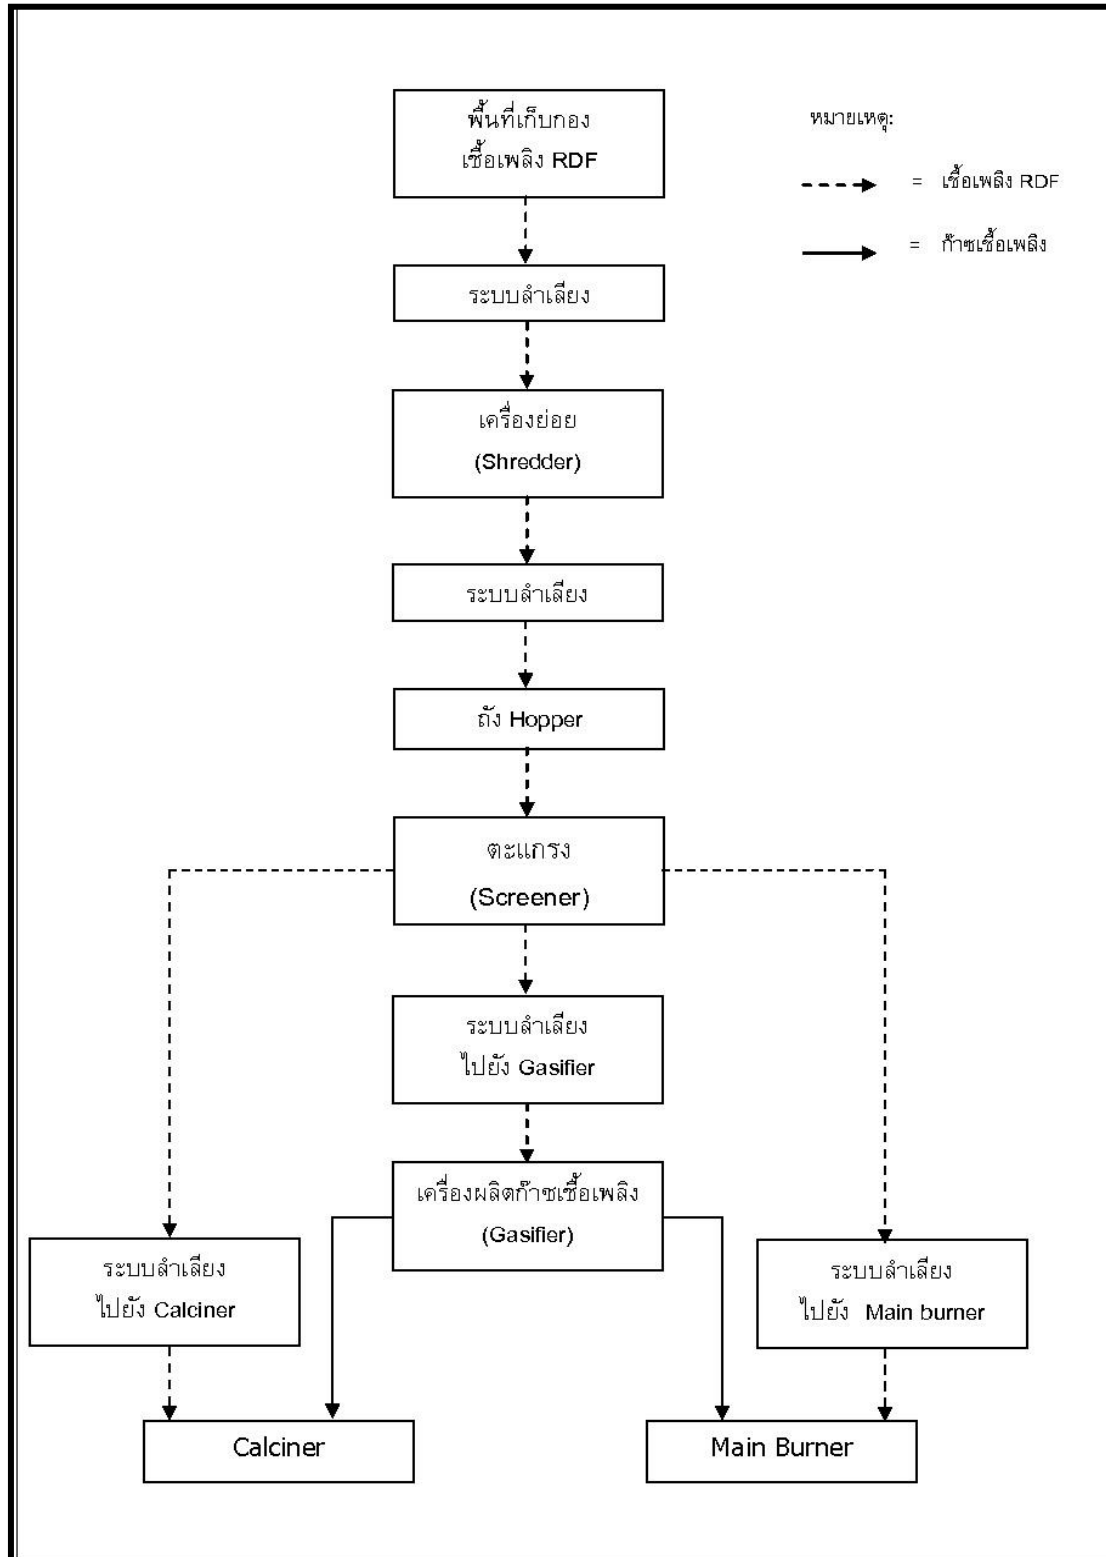 พื้นที่เก็บกอง
เชื้อเพลิง RDF
หมายเหตุ:
= เชื้อเพลิง RDF
= ก๊าซเชื้อเพลิง
ระบบลำเลียง
เครื่องย่อย
(Shredder)
ระบบลำเลียง
ถัง Hopper
ตะแกรง
(Screener)
ระบบลำเลียง
ไปยัง Gasifier
เครื่องผลิตก๊าซเชื้อเพลิง
(Gasifier)
ระบบลำเลียง
ไปยัง Calciner
ระบบลำเลียง
ไปยัง Main burner
Calciner
Main Burner